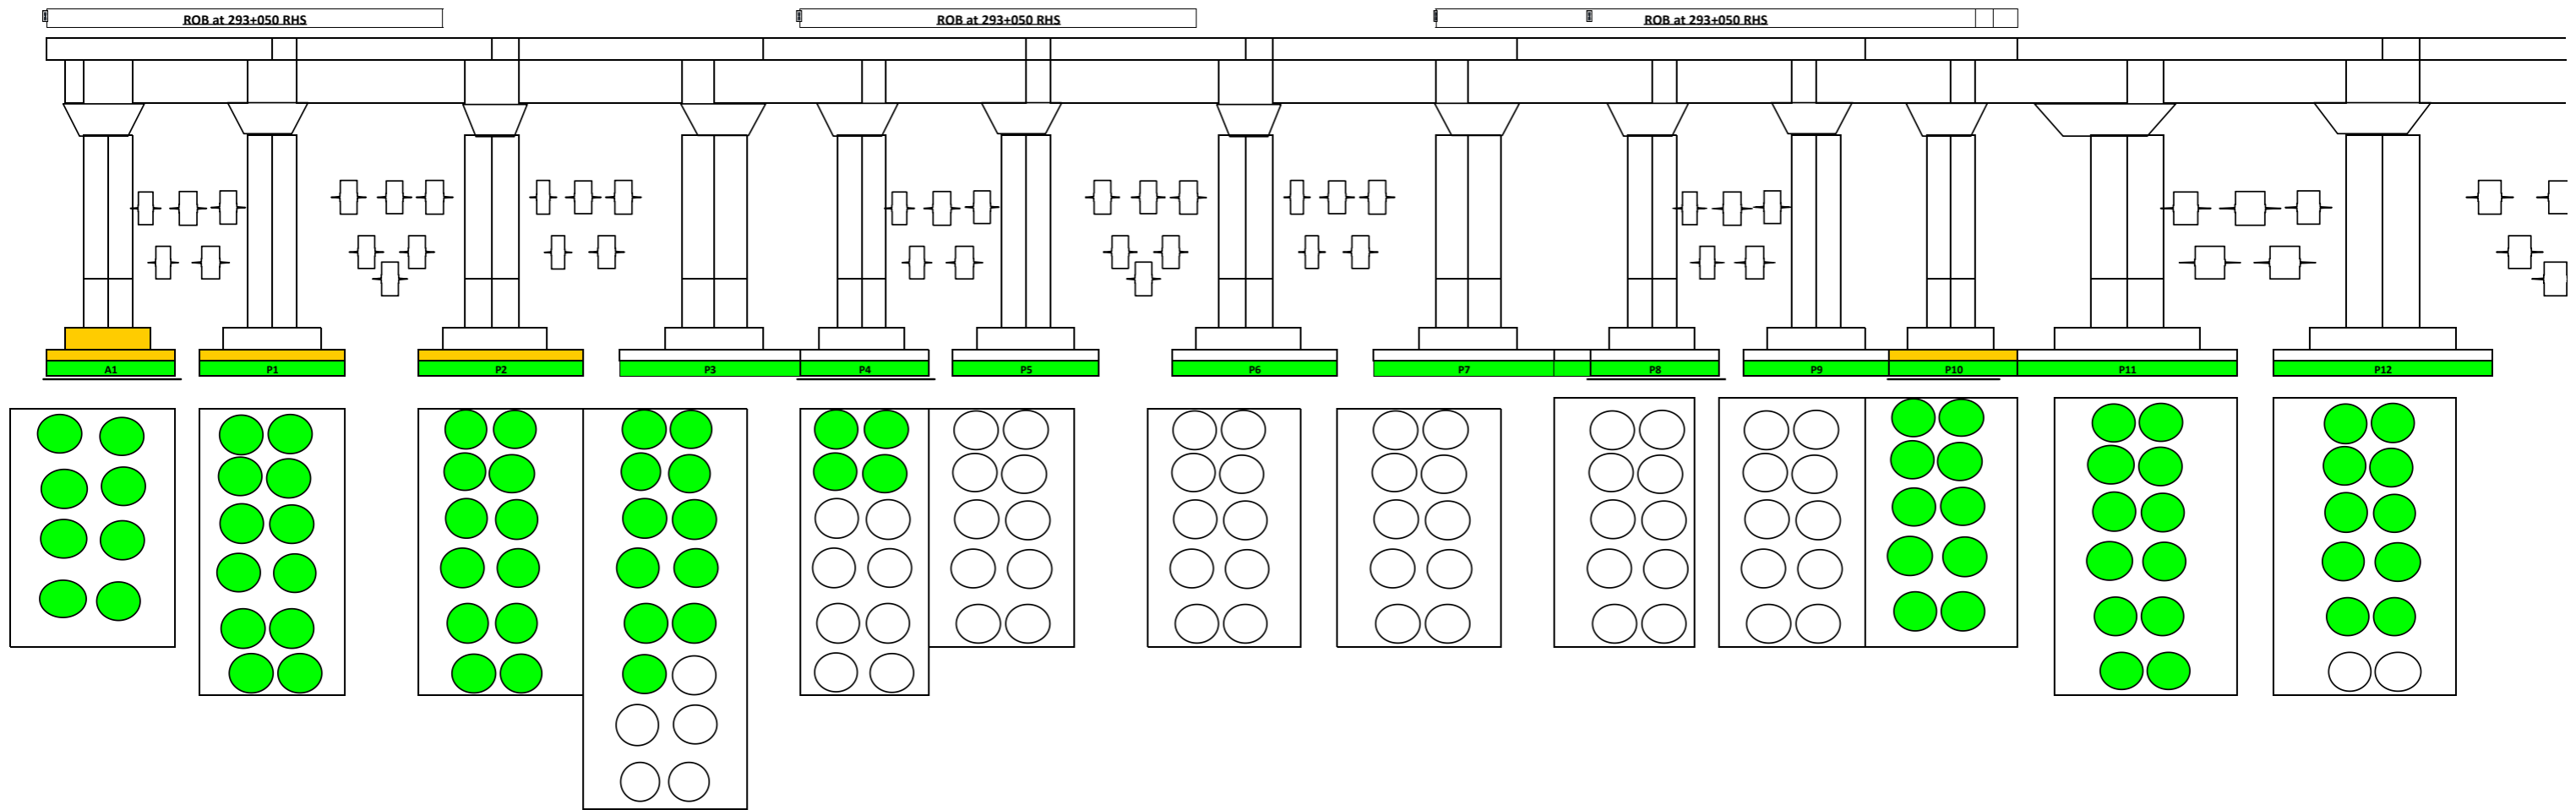 ROB at 293+050 RHS
ROB at 293+050 RHS
ROB at 293+050 RHS
A1
P1
P2
P3
P4
P5
P6
P7
P8
P9
P10
P11
P12